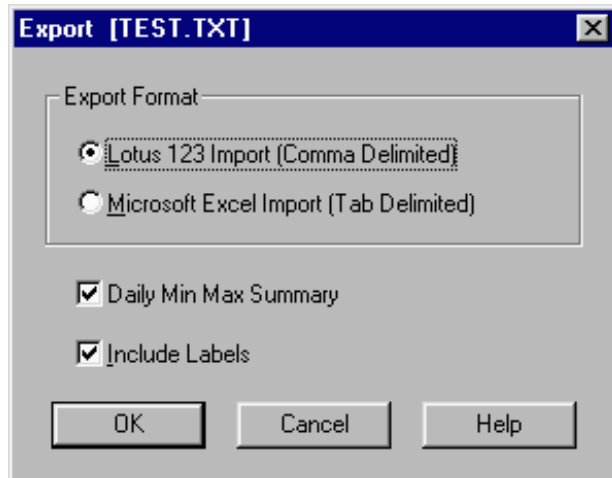 Export [TEST.TXT]
Export Format
Lotus 123 Import (Comma Delimited)
Microsoft Excel Import (Tab Delimited)
Daily Min Max Summary
Include Labels
OK Cancel Help